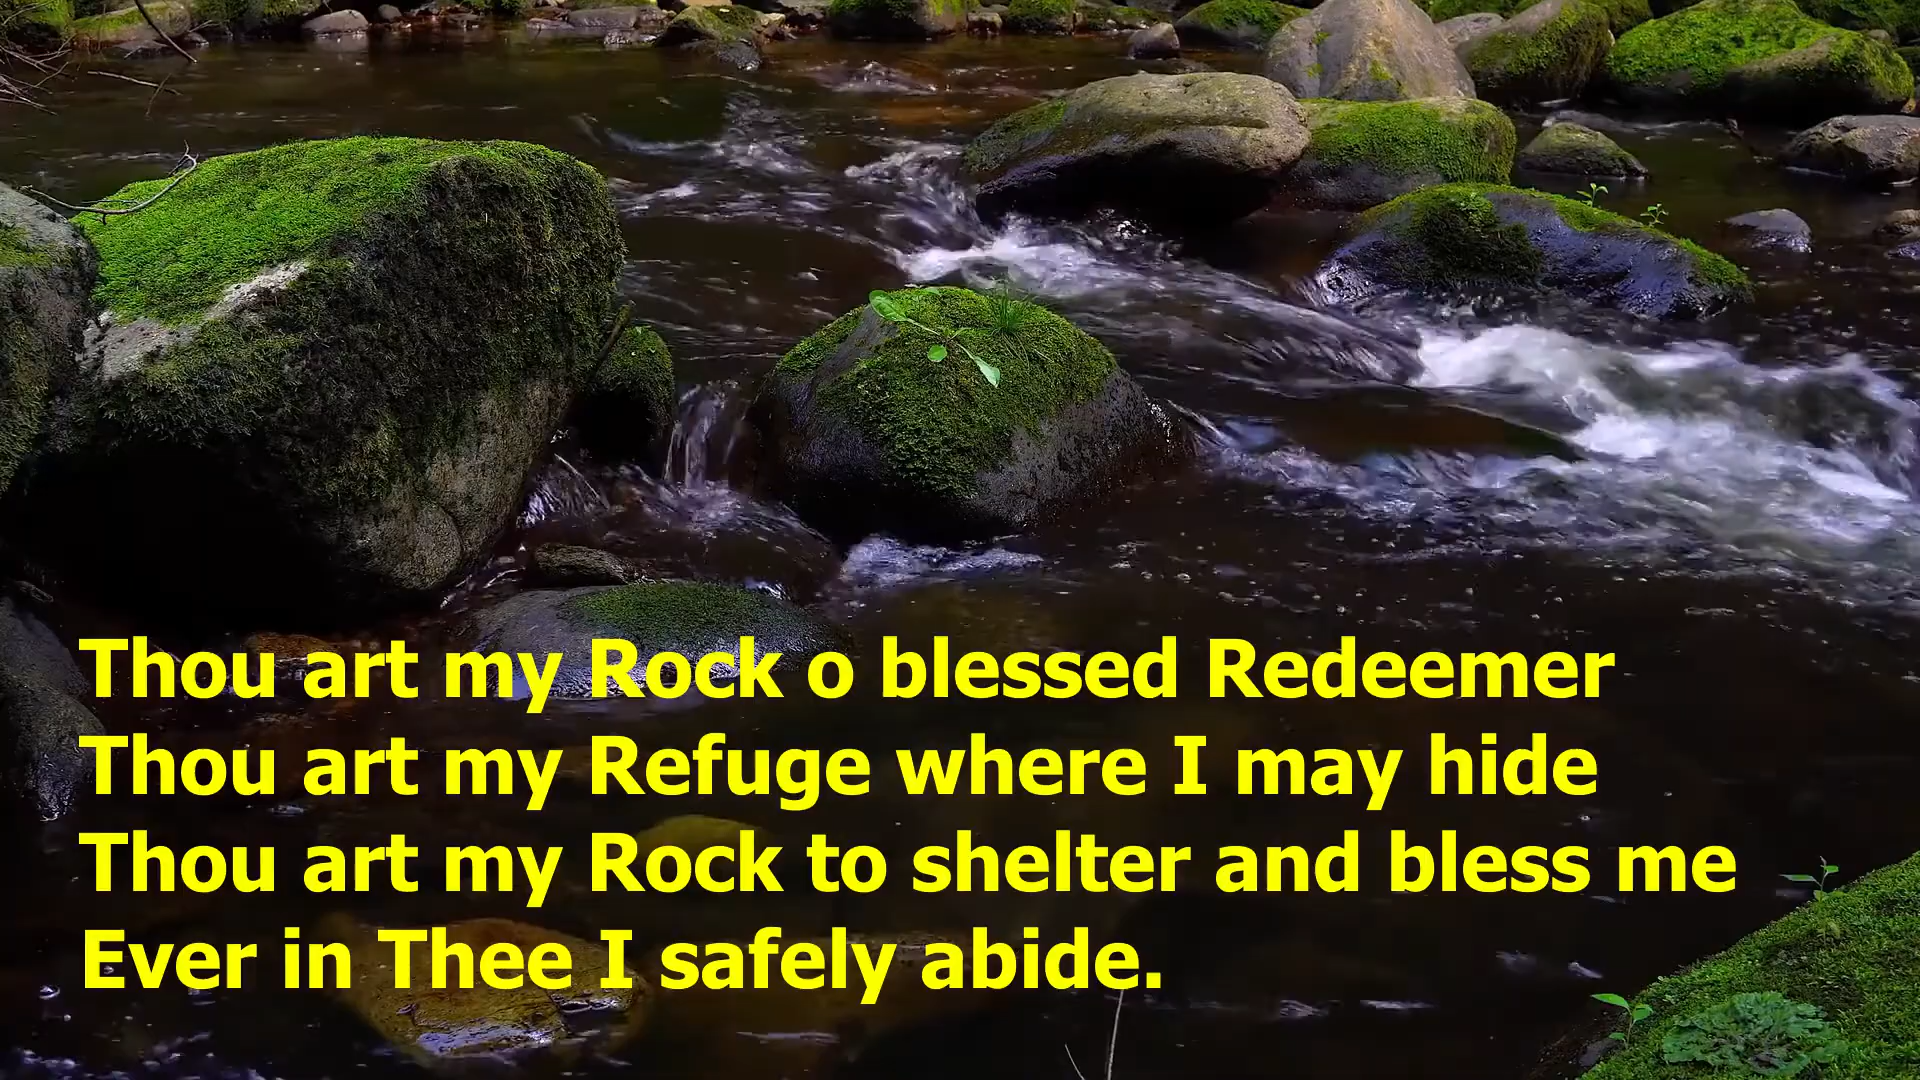 Thou art my Rock o blessed Redeemer
Thou art my Refuge where I may hide
Thou art my Rock to shelter and bless me
Ever in Thee I safely abide.